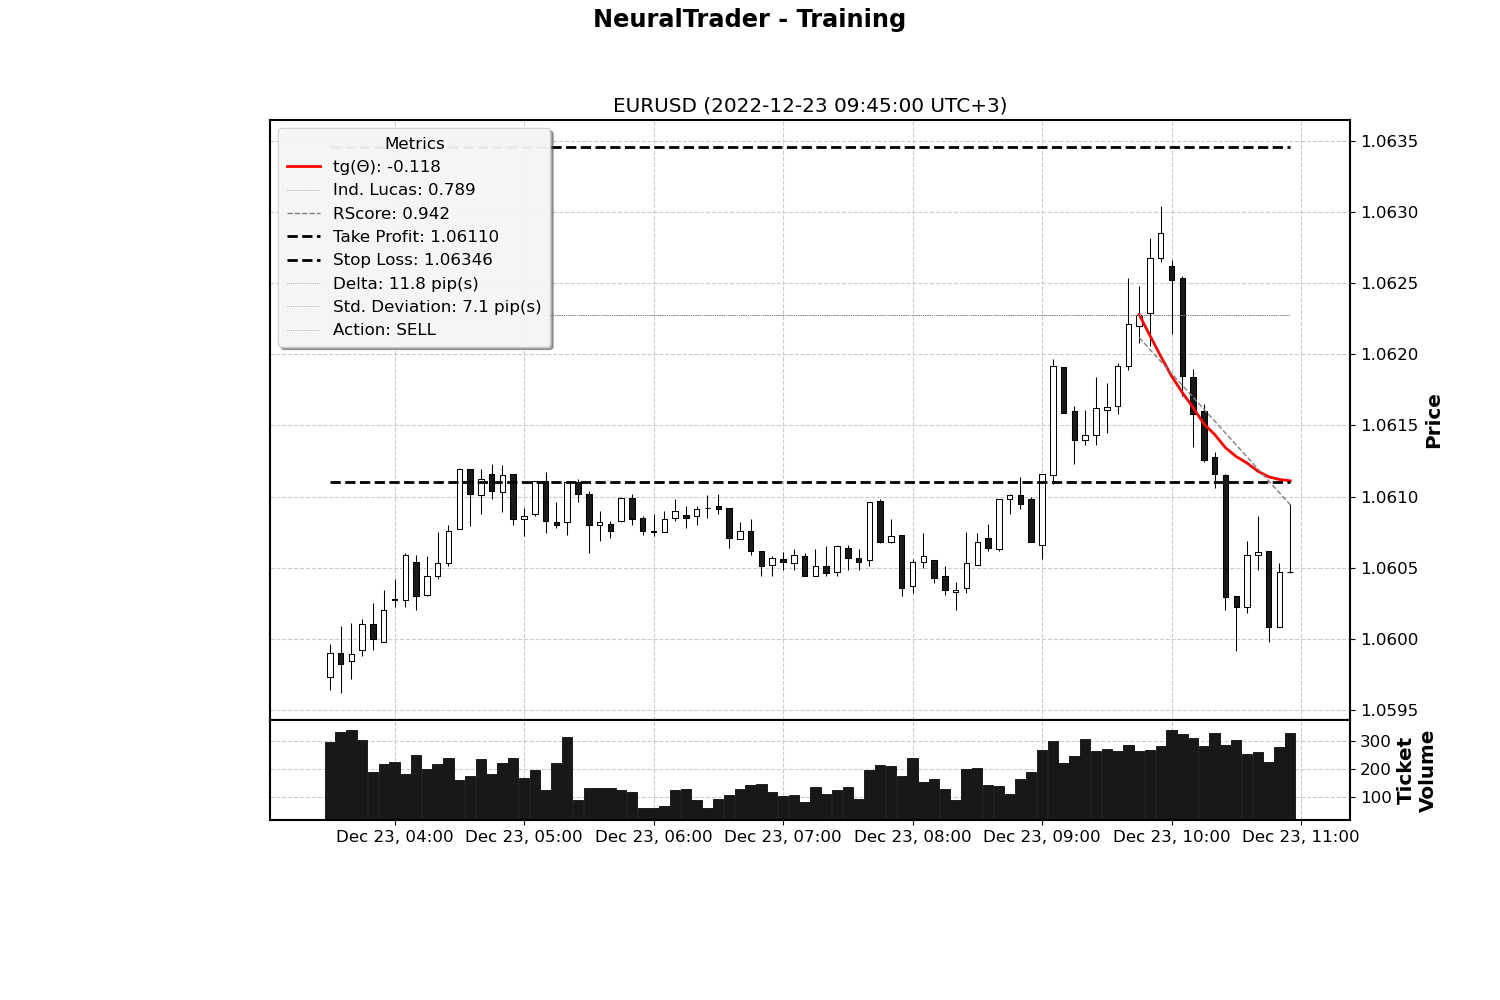 NeuralTrader - Training
EURUSD (2022-12-23 09:45:00 UTC+3)
Metrics
tg(Θ): -0.118
Ind. Lucas: 0.789
RScore: 0.942
Take Profit: 1.06110
Stop Loss: 1.06346
Delta: 11.8 pip(s)
Std. Deviation: 7.1 pip(s)
Action: SELL
1.0635
1.0630
1.0625
1.0620
1.0615
1.0610
1.0605
1.0600
1.0595
Price
300
200
100
Ticket
Volume
Dec 23, 04:00 Dec 23, 05:00 Dec 23, 06:00 Dec 23, 07:00 Dec 23, 08:00 Dec 23, 09:00 Dec 23, 10:00 Dec 23, 11:00